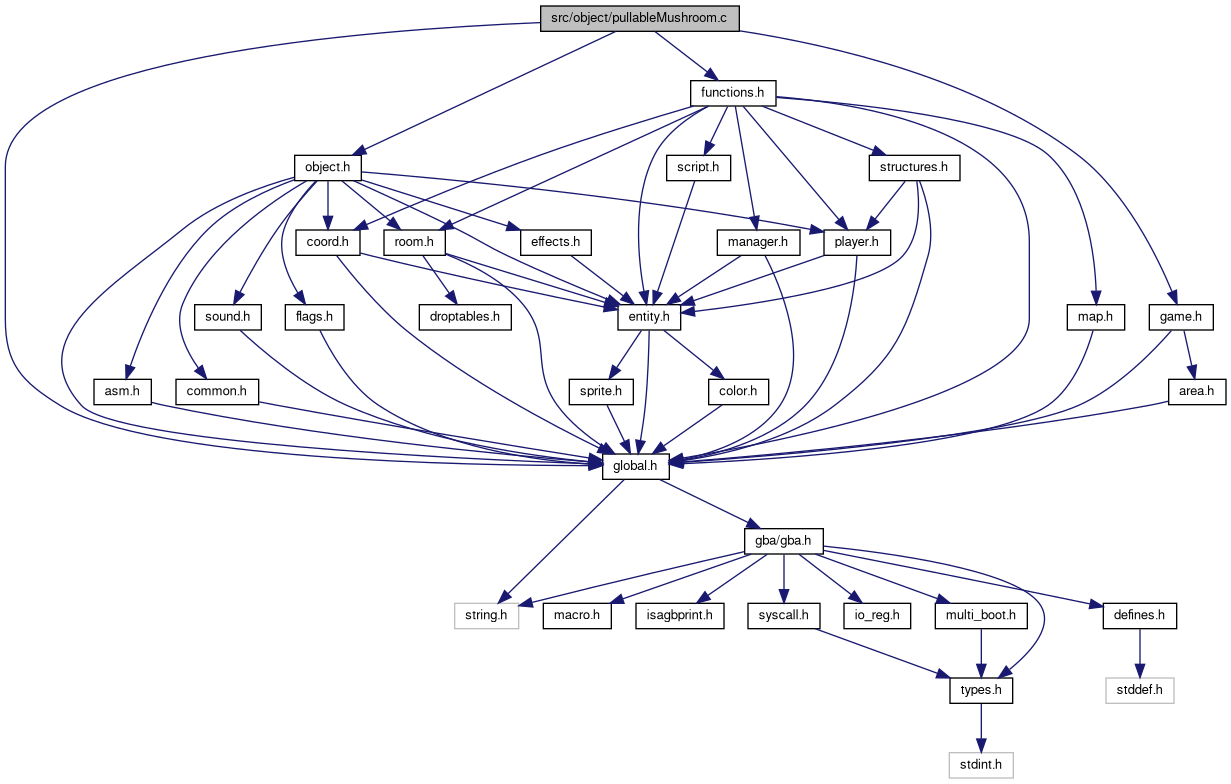 src/object/pullableMushroom.c
functions.h
object.h
script.h
structures.h
coord.h
room.h
effects.h
manager.h
player.h
sound.h
flags.h
droptables.h
entity.h
map.h
game.h
asm.h
common.h
sprite.h
color.h
area.h
global.h
gba/gba.h
string.h
macro.h
isagbprint.h
syscall.h
io_reg.h
multi_boot.h
defines.h
types.h
stddef.h
stdint.h